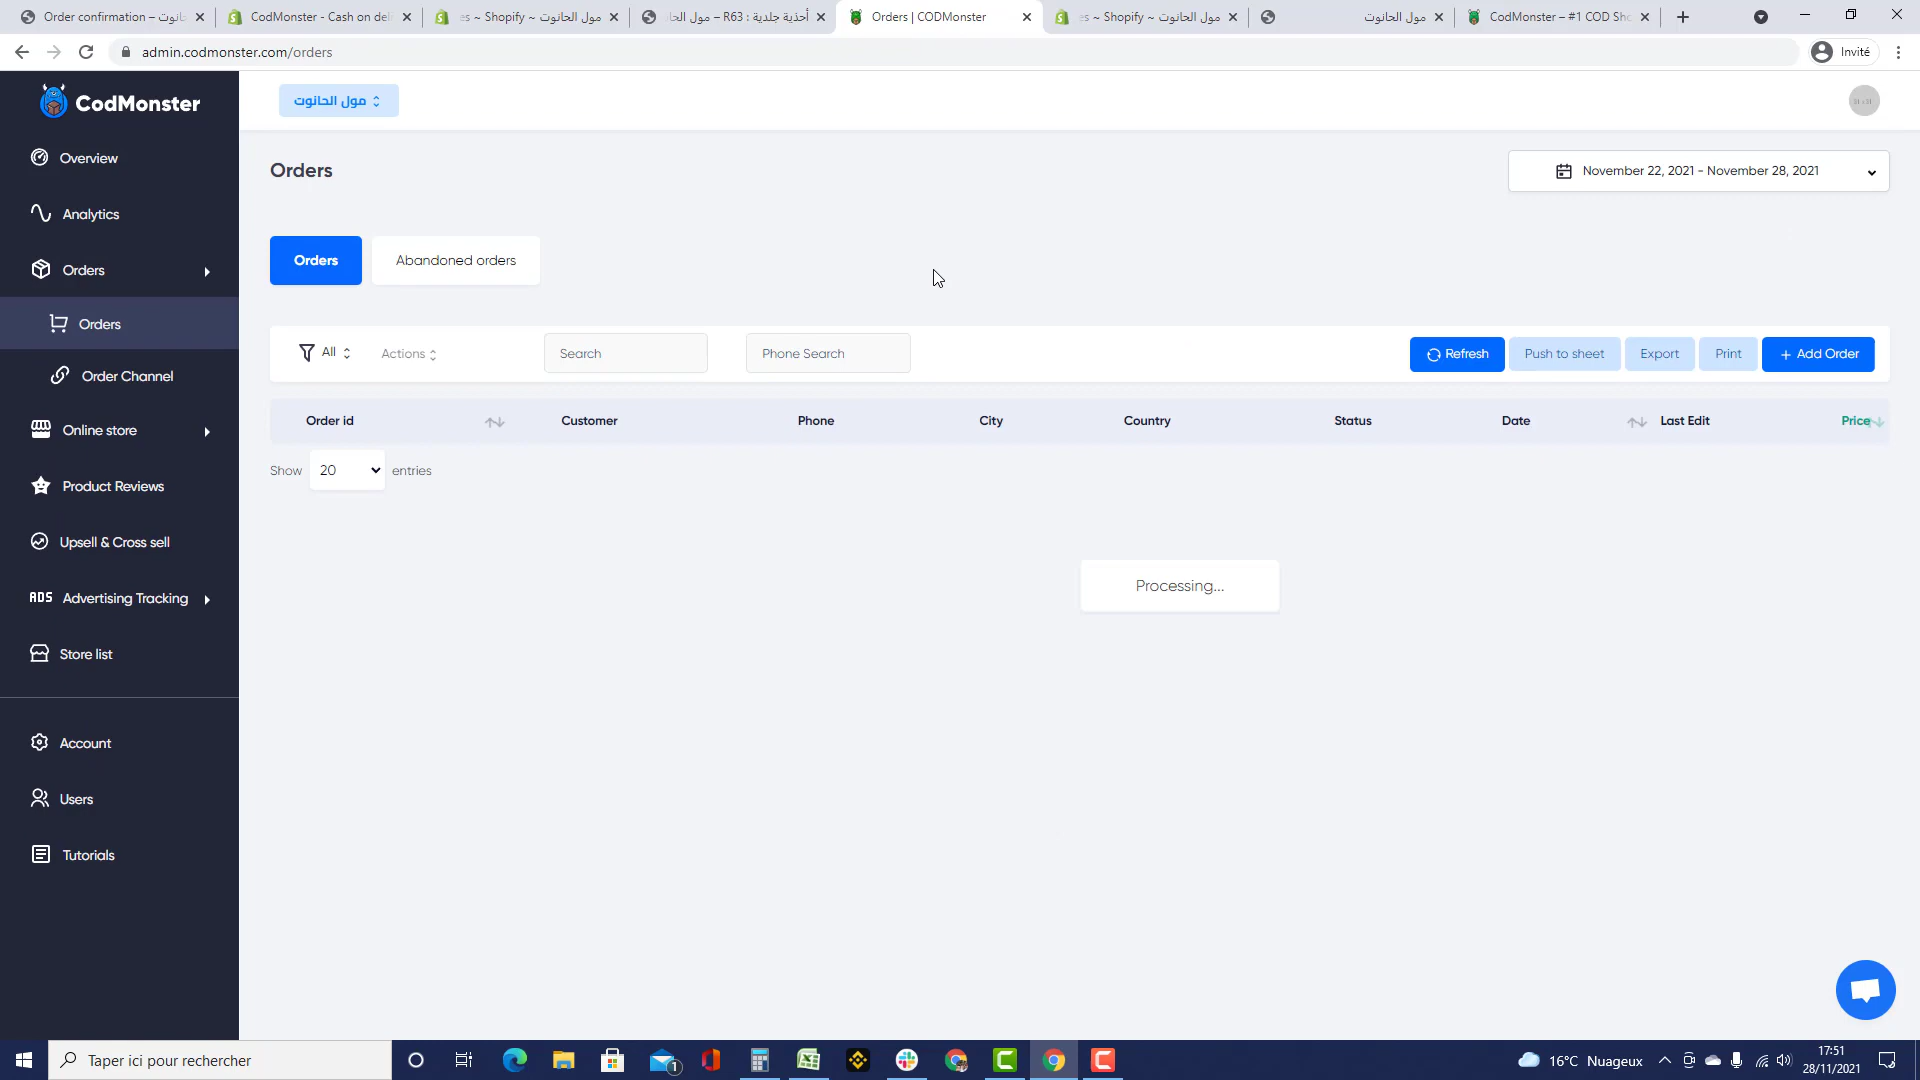 Order confirmation – مول الحانوت
CodMonster - Cash on del
es ~ Shopify ~ مول الحانوت
أحذية جلدية : R63 – مول الحا
Orders | CODMonster
es ~ Shopify ~ مول الحانوت
مول الحانوت
CodMonster – #1 COD Sho
admin.codmonster.com/orders
Invité
CodMonster
مول الحانوت
Overview
Orders
November 22, 2021 - November 28, 2021
Analytics
Orders
Orders
Abandoned orders
Orders
All
Actions
Search
Phone Search
Refresh
Push to sheet
Export
Print
+ Add Order
Order Channel
Order id
Customer
Phone
City
Country
Status
Date
Last Edit
Price
Online store
Show 20 entries
Product Reviews
Upsell & Cross sell
Processing...
ADS Advertising Tracking
Store list
Account
Users
Tutorials
Taper ici pour rechercher
1
16°C Nuageux
17:51
28/11/2021